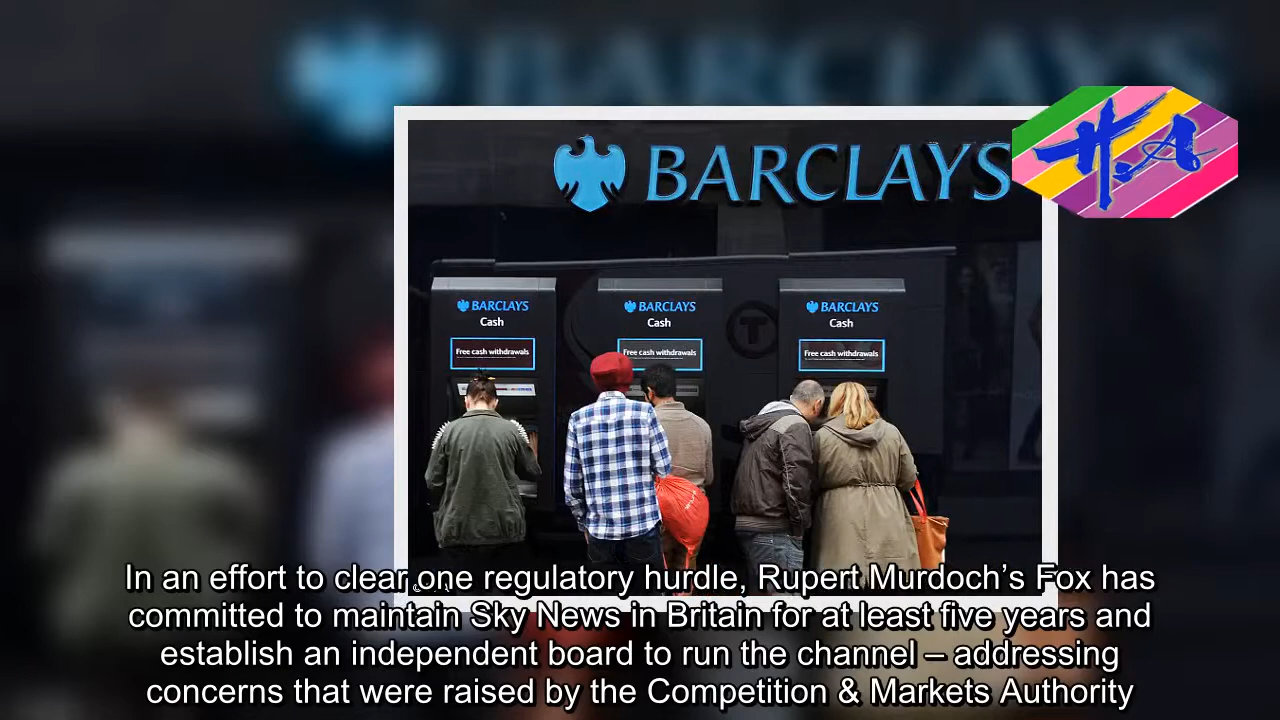 BARCLAYS
BARCLAYS
H.A
BARCLAYS
Cash
Free cash withdrawals
BARCLAYS
Cash
Free cash withdrawals
BARCLAYS
Cash
Free cash withdrawals
T
In an effort to clear one regulatory hurdle, Rupert Murdoch’s Fox has
committed to maintain Sky News in Britain for at least five years and
establish an independent board to run the channel – addressing
concerns that were raised by the Competition & Markets Authority